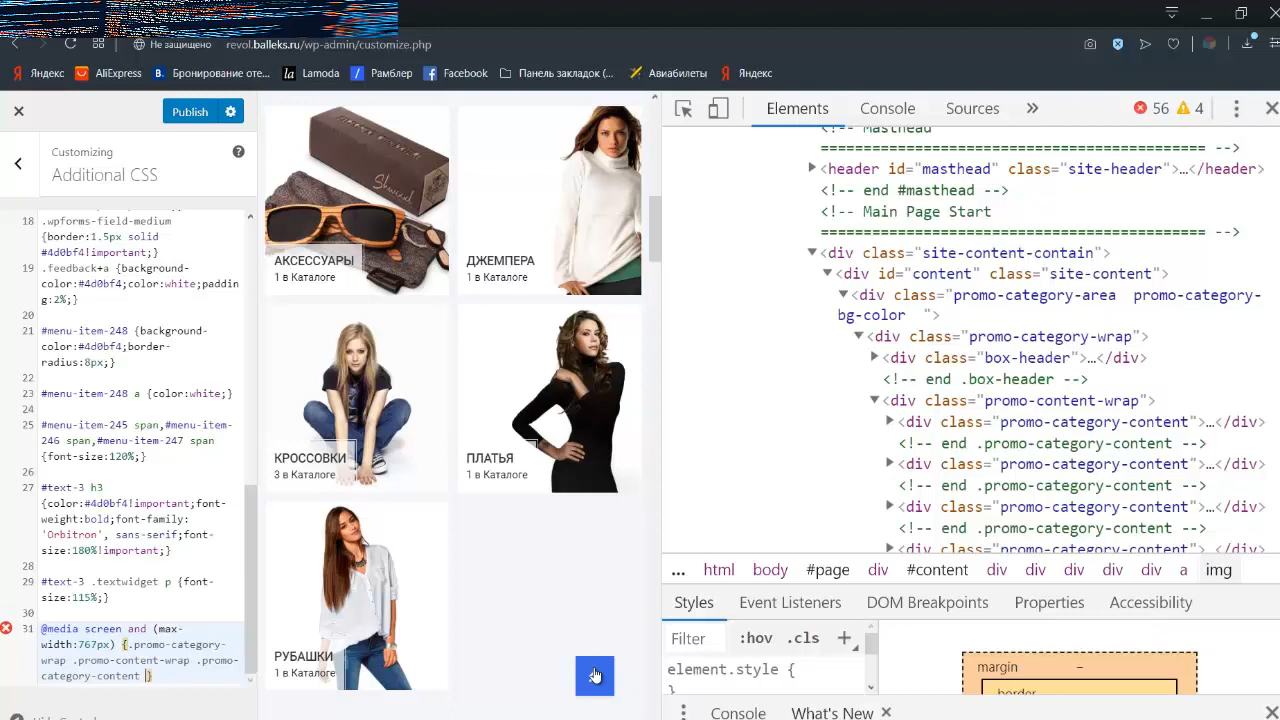 Не защищено revol.balleks.ru/wp-admin/customize.php
Яндекс AliExpress B. Бронирование оте... la Lamoda / Рамблер Facebook Панель закладок (... Авиабилеты Яндекс
Publish
Customizing
Additional CSS
18 .wpforms-field-medium
{border:1.5px solid
#4d0bf4!important;}
19 .feedback+a {background-
color:#4d0bf4;color:white;paddin
g:2%;}
20
21 #menu-item-248 {background-
color:#4d0bf4;border-
radius:8px;}
22
23 #menu-item-248 a {color:white;}
24
25 #menu-item-245 span,#menu-item-
246 span,#menu-item-247 span
{font-size:120%;}
26
27 #text-3 h3
{color:#4d0bf4!important;font-
weight:bold;font-family:
'Orbitron', sans-serif;font-
size:180%!important;}
28
29 #text-3 .textwidget p {font-
size:115%;}
30
31 @media screen and (max-
width:767px) {.promo-category-
wrap .promo-content-wrap .promo-
category-content }
Shwood
АКСЕССУАРЫ
1 в Каталоге
ДЖЕМПЕРА
1 в Каталоге
КРОССОВКИ
3 в Каталоге
ПЛАТЬЯ
1 в Каталоге
РУБАШКИ
1 в Каталоге
Elements Console Sources » 56 4
<!-- Masthead
========================================== -->
<header id="masthead" class="site-header">…</header>
<!-- end #masthead -->
<!-- Main Page Start
========================================== -->
<div class="site-content-contain">
<div id="content" class="site-content">
<div class="promo-category-area promo-category-
bg-color ">
<div class="promo-category-wrap">
<div class="box-header">…</div>
<!-- end .box-header -->
<div class="promo-content-wrap">
<div class="promo-category-content">…</div>
<!-- end .promo-category-content -->
<div class="promo-category-content">…</div>
<!-- end .promo-category-content -->
<div class="promo-category-content">…</div>
<!-- end .promo-category-content -->
<div class="promo-category-content">…</div>
... html body #page div #content div div div div a img
Styles Event Listeners DOM Breakpoints Properties Accessibility
Filter :hov .cls +
element.style {
}
margin –
border
Console What's New